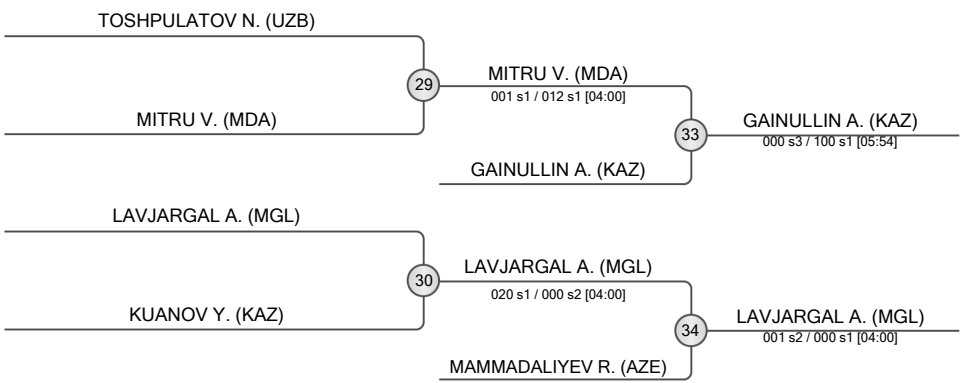 TOSHPULATOV N. (UZB)
29
MITRU V. (MDA)
001 s1 / 012 s1 [04:00]
MITRU V. (MDA)
33
GAINULLIN A. (KAZ)
000 s3 / 100 s1 [05:54]
GAINULLIN A. (KAZ)
LAVJARGAL A. (MGL)
30
LAVJARGAL A. (MGL)
020 s1 / 000 s2 [04:00]
KUANOV Y. (KAZ)
34
LAVJARGAL A. (MGL)
001 s2 / 000 s1 [04:00]
MAMMADALIYEV R. (AZE)